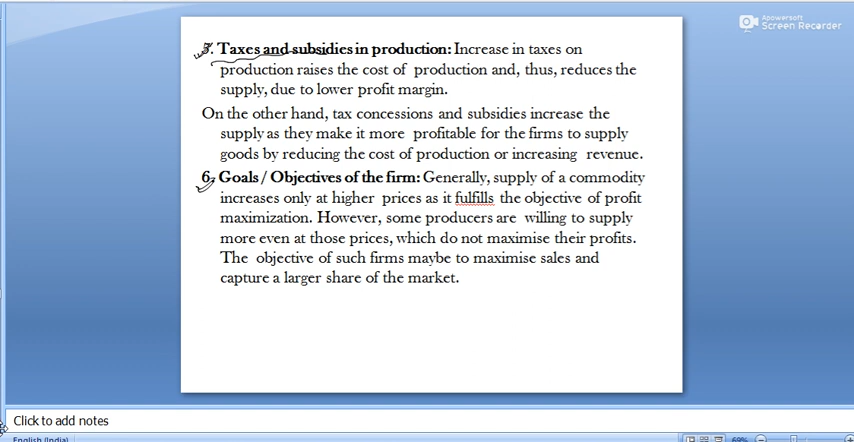 Apowersoft
Screen Recorder
5. Taxes and subsidies in production: Increase in taxes on
production raises the cost of production and, thus, reduces the
supply, due to lower profit margin.
On the other hand, tax concessions and subsidies increase the
supply as they make it more profitable for the firms to supply
goods by reducing the cost of production or increasing revenue.
6. Goals / Objectives of the firm: Generally, supply of a commodity
increases only at higher prices as it fulfills the objective of profit
maximization. However, some producers are willing to supply
more even at those prices, which do not maximise their profits.
The objective of such firms maybe to maximise sales and
capture a larger share of the market.
Click to add notes
English (India)
69%